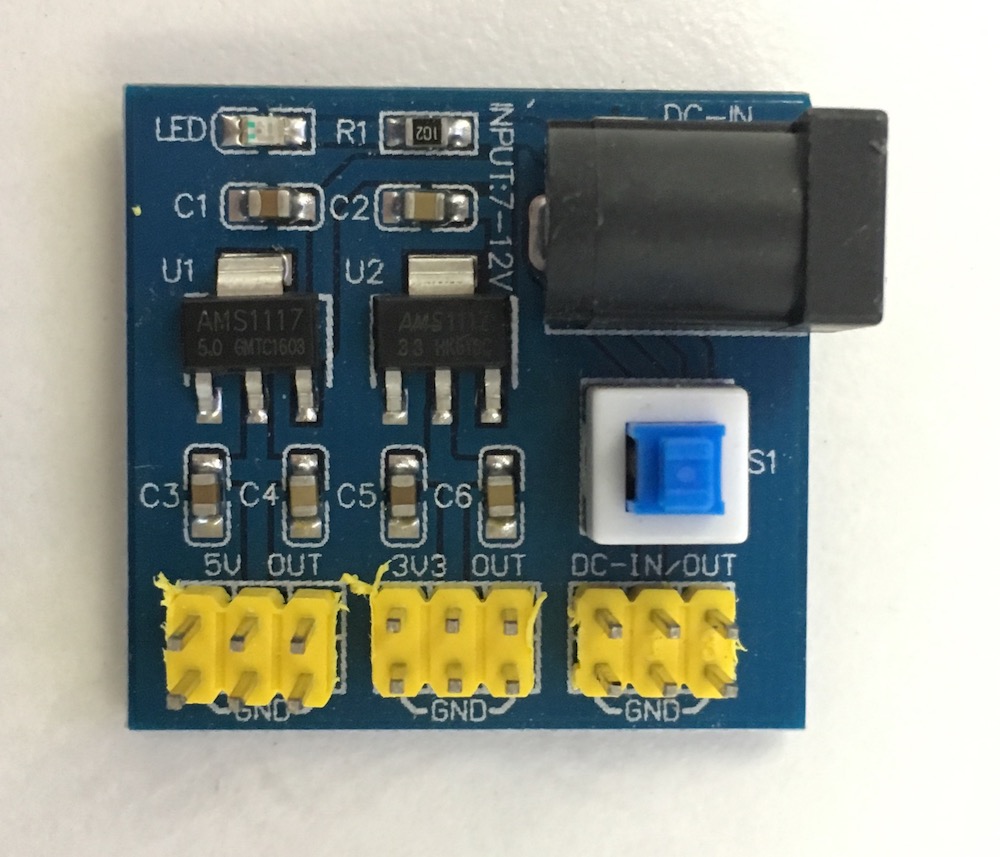 LED
R1
102
DC-IN
INPUT:7-12V
C1
C2
U1
U2
AMS1117
5.0 GMTC1603
AMS1117
3.3
S1
C3
C4
C5
C6
5V OUT
3V3 OUT
DC-IN/OUT
GND
GND
GND